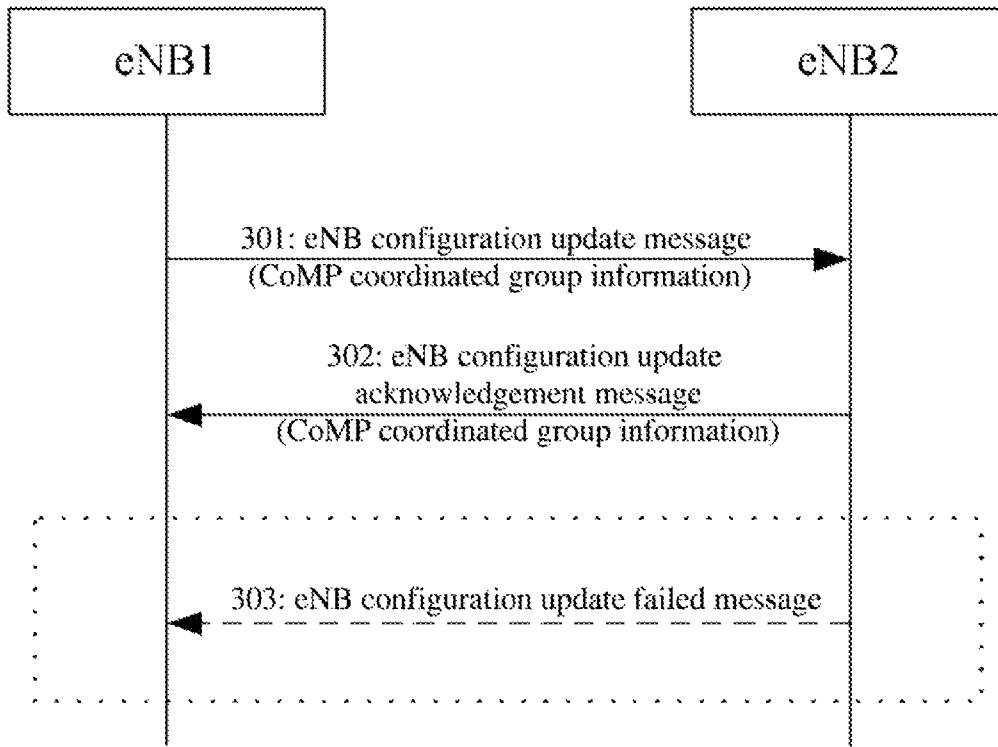 eNB1
eNB2
301: eNB configuration update message
(CoMP coordinated group information)
302: eNB configuration update
acknowledgement message
(CoMP coordinated group information)
303: eNB configuration update failed message